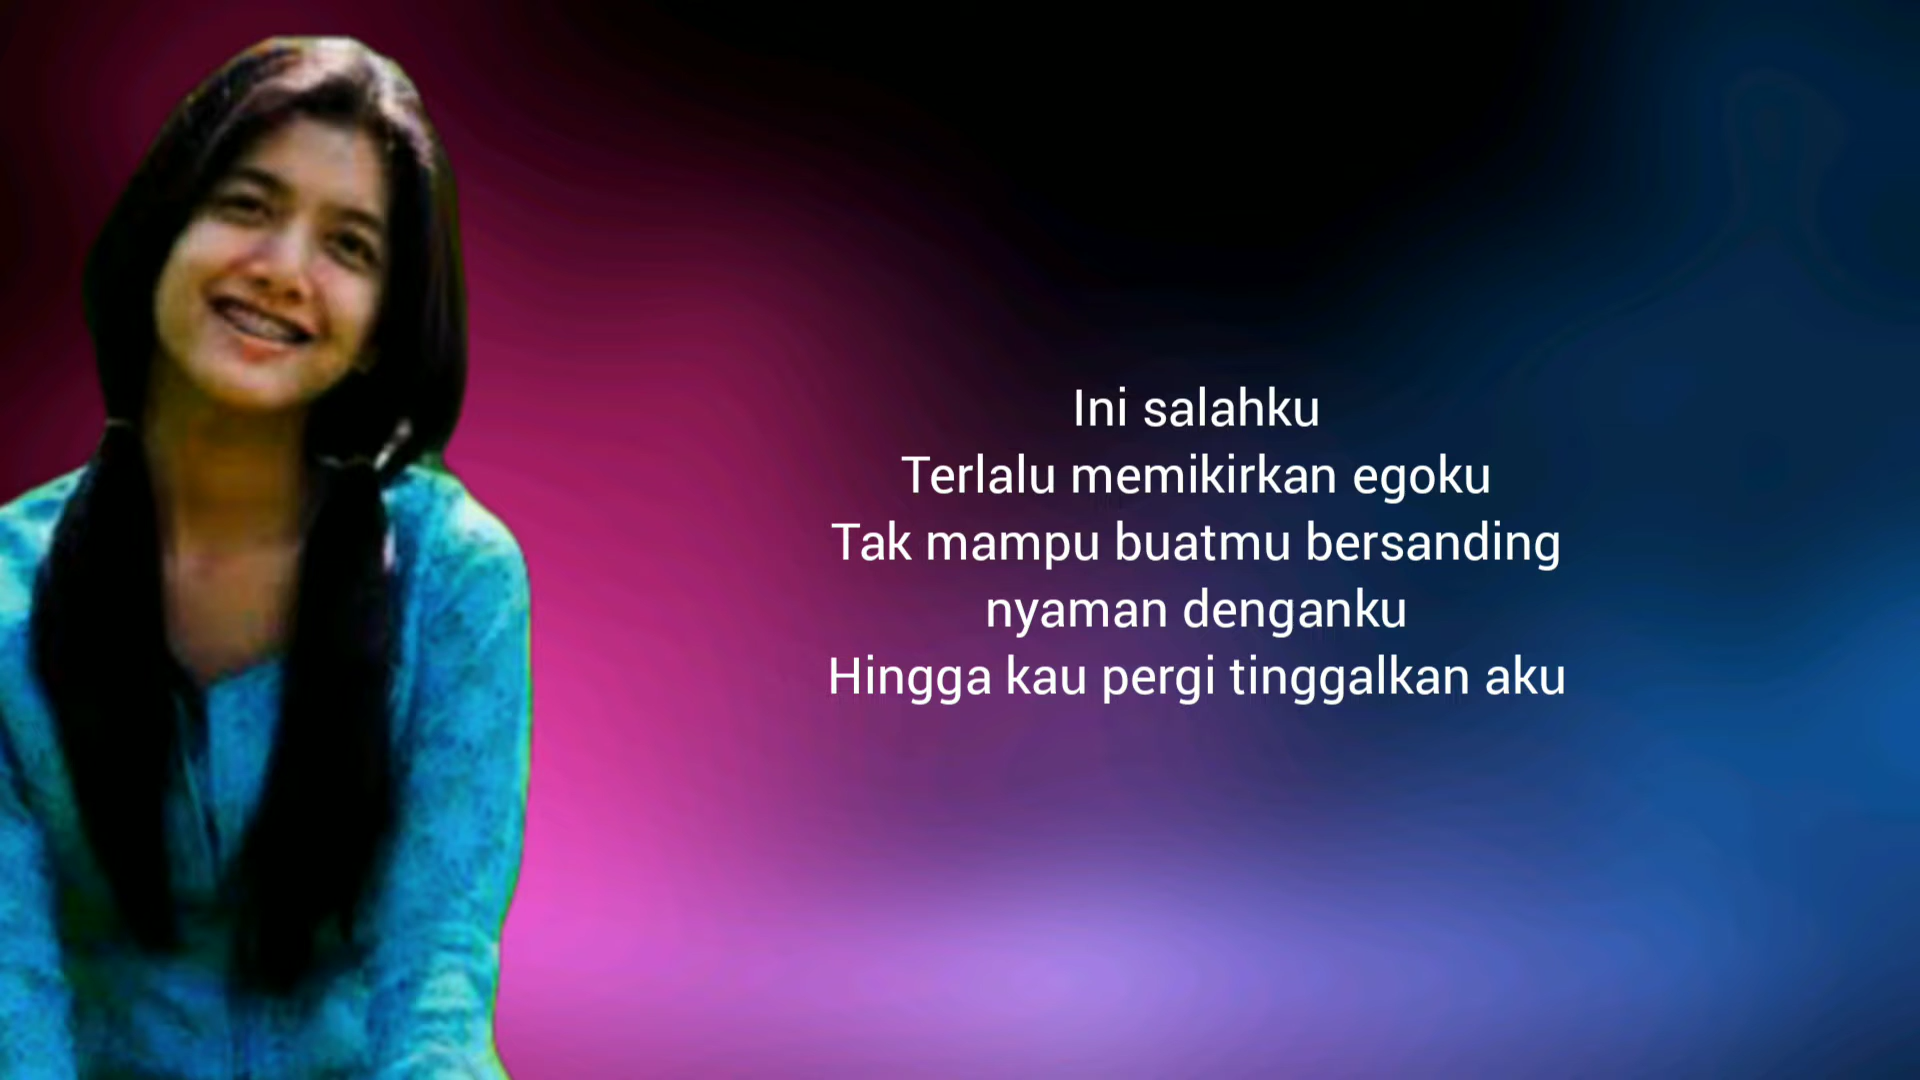 Ini salahku
Terlalu memikirkan egoku
Tak mampu buatmu bersanding
nyaman denganku
Hingga kau pergi tinggalkan aku